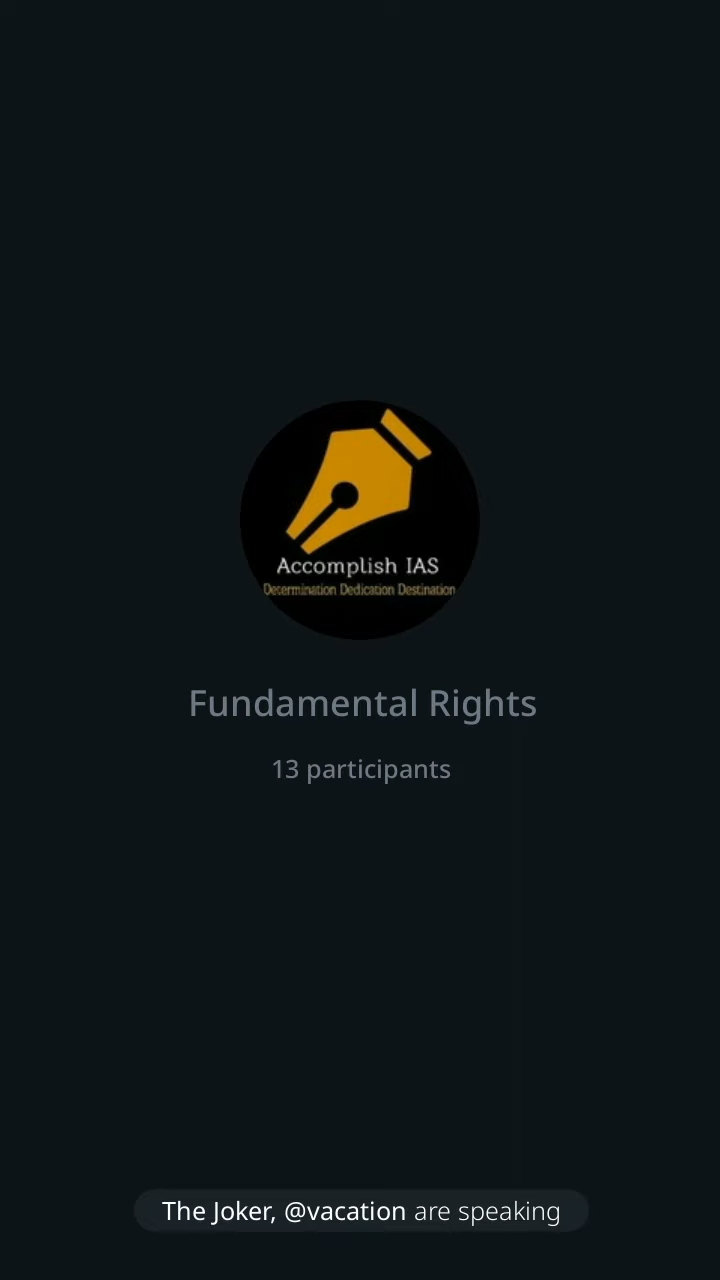 Accomplish IAS
Determination Dedication Destination
Fundamental Rights
13 participants
The Joker, @vacation are speaking